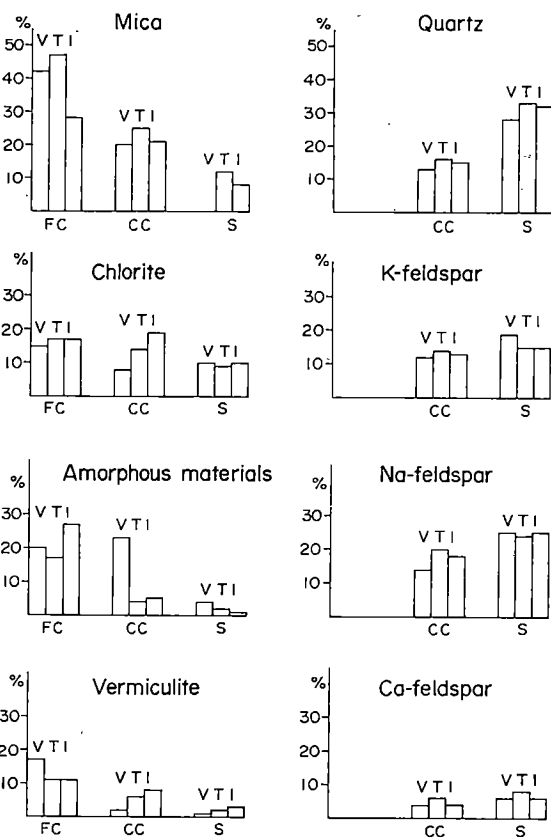 Mica
%
50
40
30
20
10
V T I
V T I
V T I
FC CC S
Quartz
%
50
40
30
20
10
V T I
V T I
CC S
Chlorite
%
30
20
10
V T I
V T I
V T I
FC CC S
K-feldspar
%
30
20
10
V T I
V T I
CC S
Amorphous materials
%
30
20
10
V T I
V T I
V T I
FC CC S
Na-feldspar
%
30
20
10
V T I
V T I
CC S
Vermiculite
%
30
20
10
V T I
V T I
V T I
FC CC S
Ca-feldspar
%
30
20
10
V T I
V T I
CC S